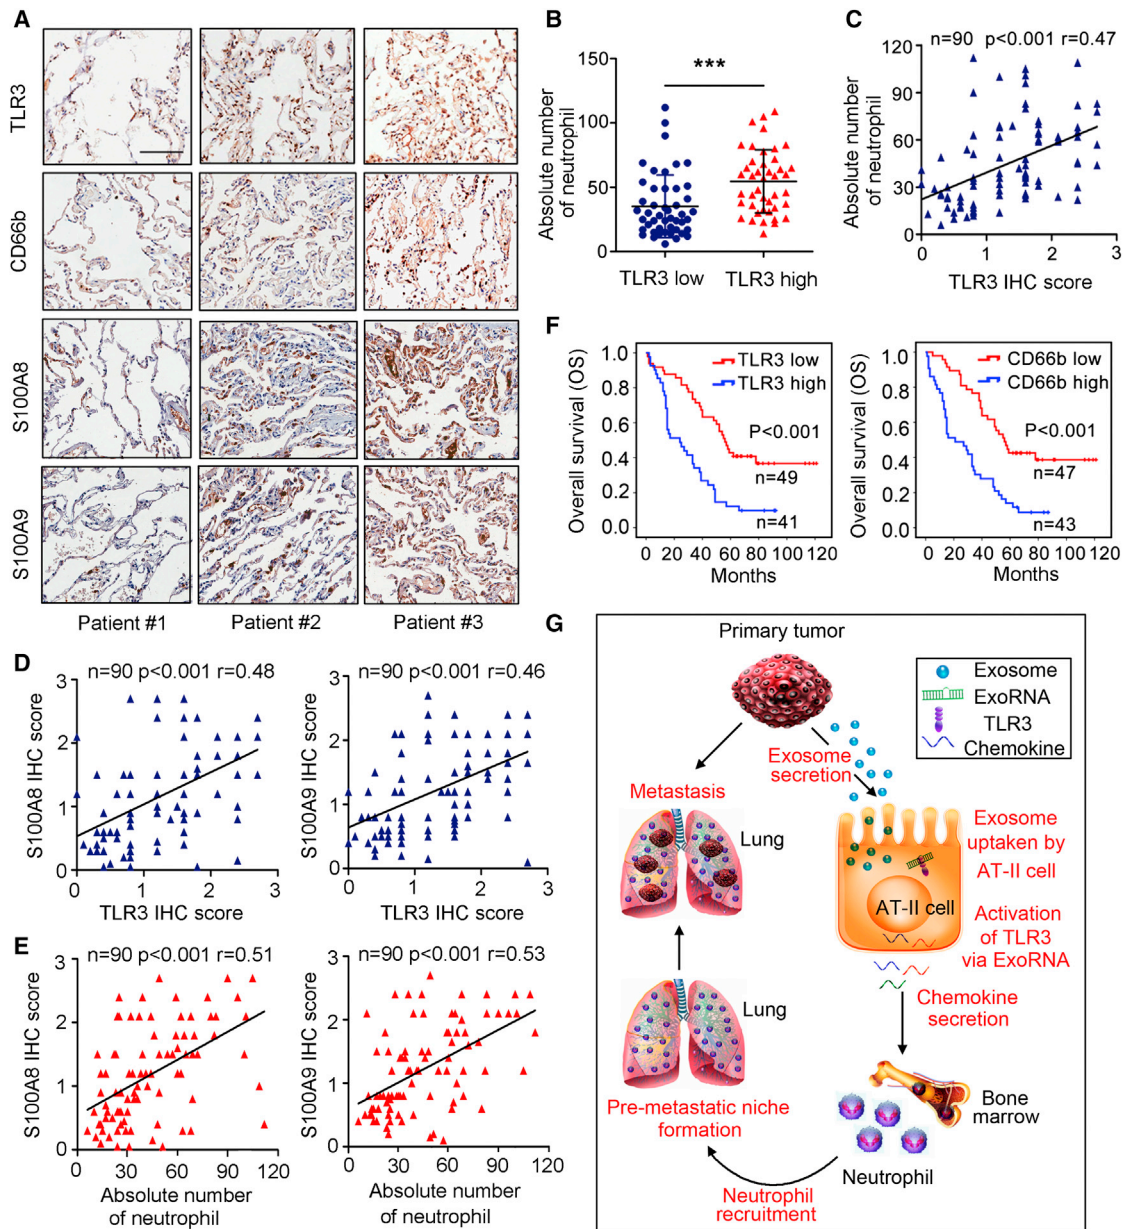 A
TLR3
CD66b
S100A8
S100A9
Patient #1
Patient #2
Patient #3
B
Absolute number
of neutrophil
150
100
50
0
***
TLR3 low
TLR3 high
C
n=90 p<0.001 r=0.47
Absolute number
of neutrophil
120
90
60
30
0
0
1
2
3
TLR3 IHC score
D
n=90 p<0.001 r=0.48
S100A8 IHC score
3
2
1
0
0
1
2
3
TLR3 IHC score
n=90 p<0.001 r=0.46
S100A9 IHC score
3
2
1
0
0
1
2
3
TLR3 IHC score
E
n=90 p<0.001 r=0.51
S100A8 IHC score
3
2
1
0
0
30
60
90
120
Absolute number
of neutrophil
n=90 p<0.001 r=0.53
S100A9 IHC score
3
2
1
0
0
30
60
90
120
Absolute number
of neutrophil
F
Overall survival (OS)
1.0
0.8
0.6
0.4
0.2
0.0
TLR3 low
TLR3 high
P<0.001
n=49
n=41
0 20 40 60 80 100 120
Months
Overall survival (OS)
1.0
0.8
0.6
0.4
0.2
0.0
CD66b low
CD66b high
P<0.001
n=47
n=43
0 20 40 60 80 100 120
Months
G
Primary tumor
Exosome
ExoRNA
TLR3
Chemokine
Exosome
secretion
Metastasis
Lung
Exosome
uptaken by
AT-II cell
AT-II cell
Activation
of TLR3
via ExoRNA
Chemokine
secretion
Lung
Pre-metastatic niche
formation
Bone
marrow
Neutrophil
Neutrophil
recruitment